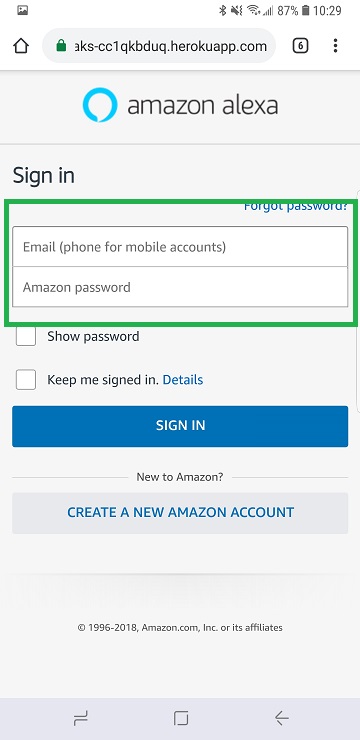 87% 10:29
aks-cc1qkbduq.herokuapp.com 6
amazon alexa
Sign in
Forgot password?
Email (phone for mobile accounts)
Amazon password
Show password
Keep me signed in. Details
SIGN IN
New to Amazon?
CREATE A NEW AMAZON ACCOUNT
© 1996-2018, Amazon.com, Inc. or its affiliates